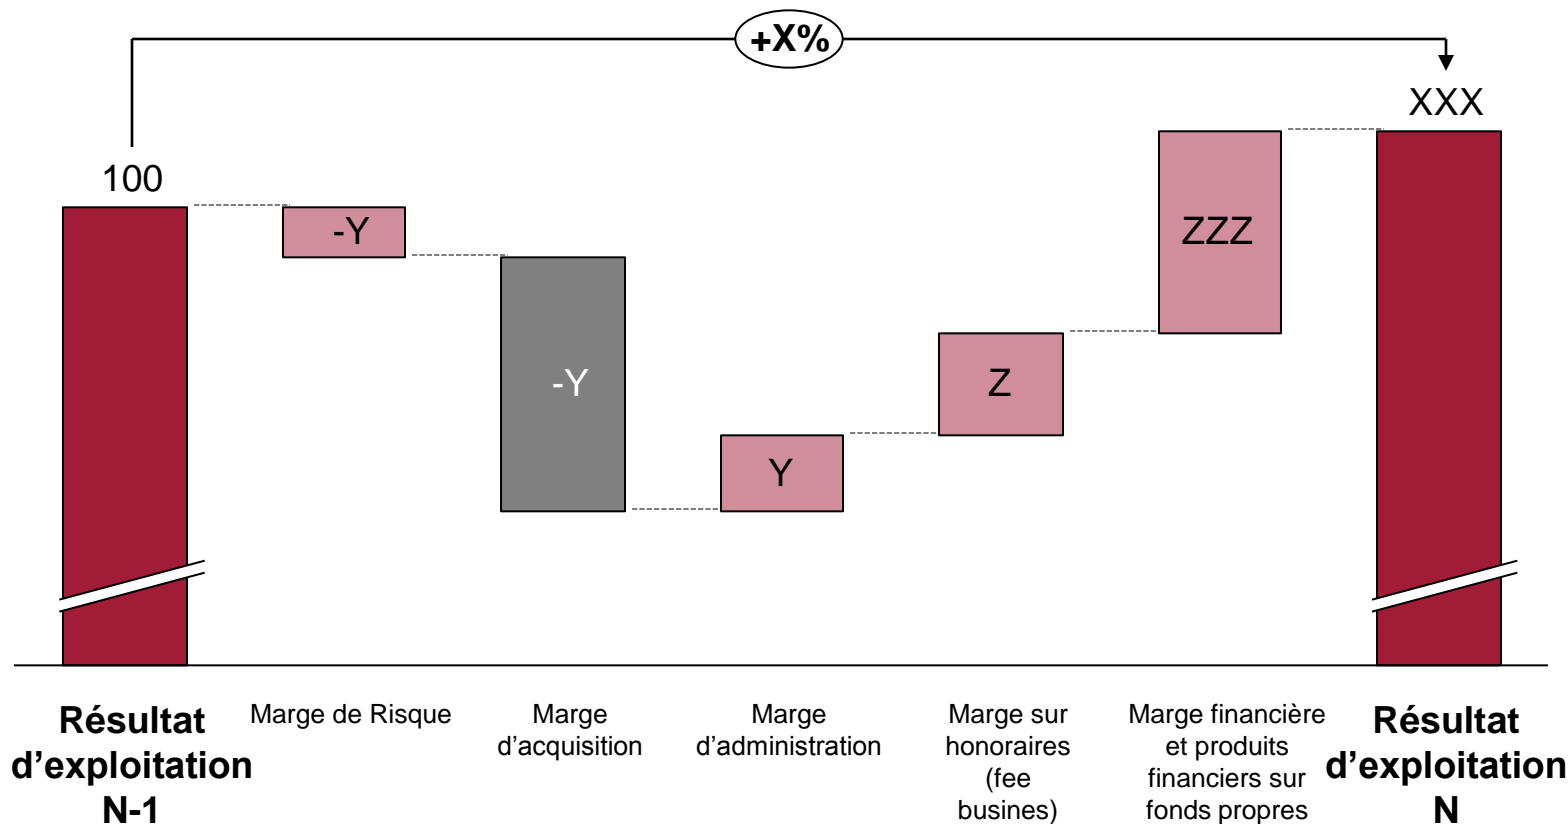 +X%
XXX
100
-Y
ZZZ
-Y
Z
Y
Résultat
d’exploitation
N-1
Marge de Risque
Marge
d’acquisition
Marge
d’administration
Marge sur
honoraires
(fee
busines)
Marge financière
et produits
financiers sur
fonds propres
Résultat
d’exploitation
N